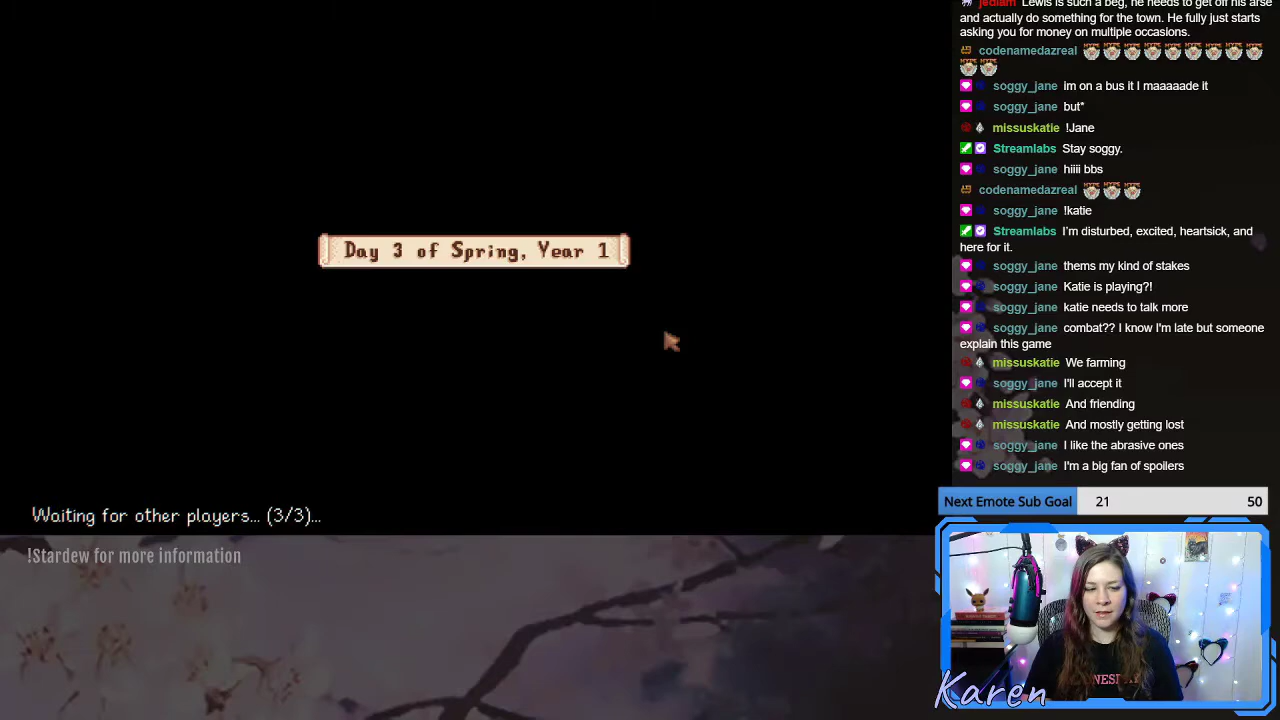 jediam Lewis is such a beg, he needs to get off his arse
and actually do something for the town. He fully just starts
asking you for money on multiple occasions.
codenamedazreal
soggy_jane im on a bus it I maaaaade it
soggy_jane but*
missuskatie !Jane
Streamlabs Stay soggy.
soggy_jane hiiii bbs
codenamedazreal
soggy_jane !katie
Streamlabs I'm disturbed, excited, heartsick, and
here for it.
soggy_jane thems my kind of stakes
soggy_jane Katie is playing?!
soggy_jane katie needs to talk more
soggy_jane combat?? I know I'm late but someone
explain this game
missuskatie We farming
soggy_jane I'll accept it
missuskatie And friending
missuskatie And mostly getting lost
soggy_jane I like the abrasive ones
soggy_jane I'm a big fan of spoilers
Day 3 of Spring, Year 1
Waiting for other players... (3/3)...
!Stardew for more information
Next Emote Sub Goal 21 50
Karen